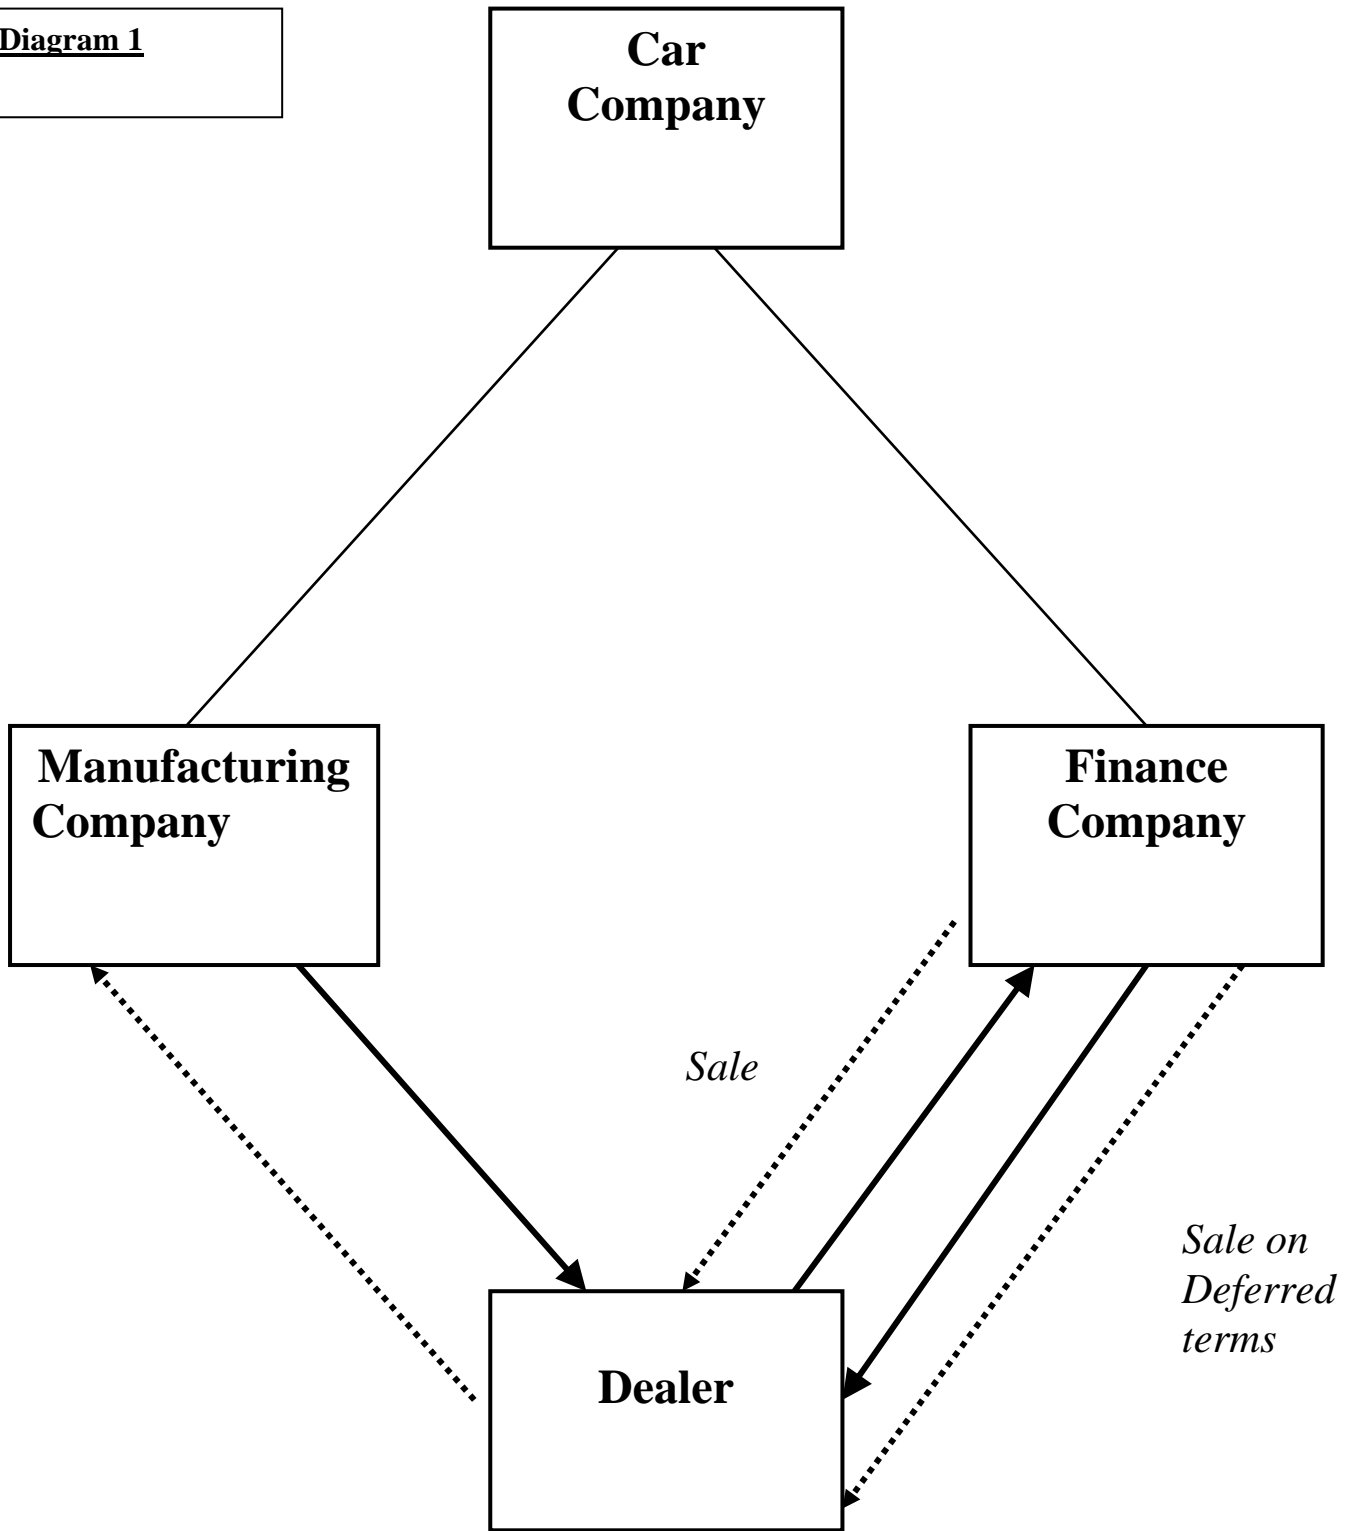 Diagram 1
Car
Company
Manufacturing
Company
Finance
Company
Sale
Sale on
Deferred
terms
Dealer